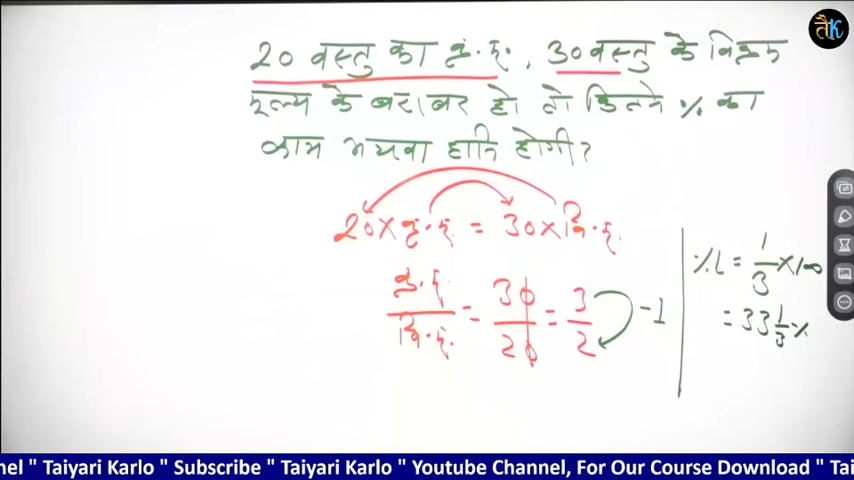 20 वस्तु का क्र.मू., 30 वस्तु के विक्रय
मूल्य के बराबर हो तो कितने % का
लाभ अथवा हानि होगी?
20 × क्र.मू. = 30 × वि.मू.
क्र.मू./वि.मू. = 30/20 = 3/2 -1
%L = 1/3 × 100
= 33 1/3 %
तैK
nel " Taiyari Karlo " Subscribe " Taiyari Karlo " Youtube Channel, For Our Course Download " Tai